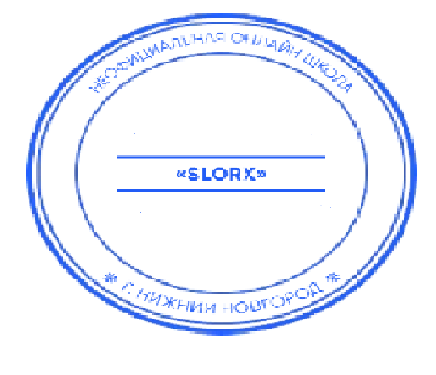 НЕОФИЦИАЛЬНАЯ ОНЛАЙН ШКОЛА
«SLORX»
* Г. НИЖНИЙ НОВГОРОД *